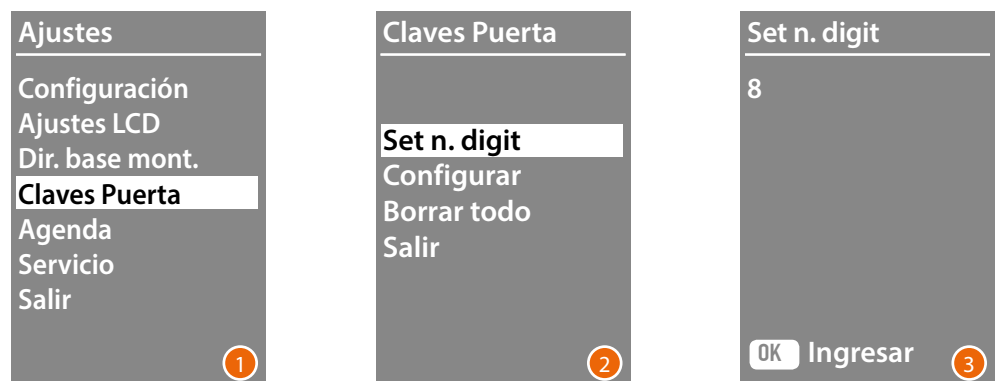 Ajustes
Configuración
Ajustes LCD
Dir. base mont.
Claves Puerta
Agenda
Servicio
Salir
1
Claves Puerta
Set n. digit
Configurar
Borrar todo
Salir
2
Set n. digit
8
OK Ingresar
3